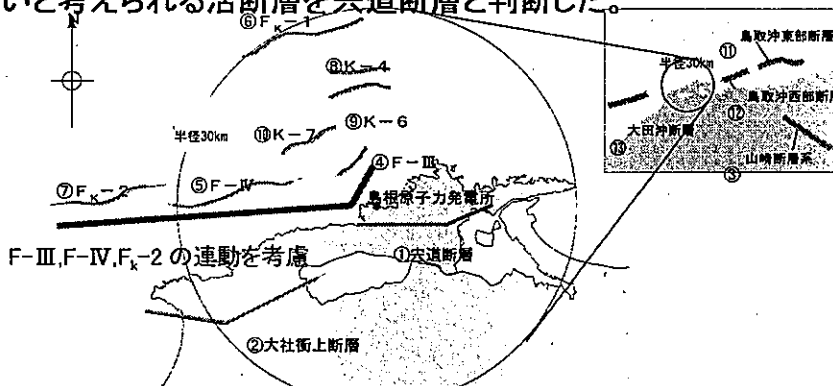 いと考えられる活断層を宍道断層と判断した。
N
⑥Fₖ-1
⑧K-4
半径30km
⑩K-7
⑨K-6
④F-Ⅲ
⑦Fₖ-2
⑤F-Ⅳ
島根原子力発電所
F-Ⅲ,F-Ⅳ,Fₖ-2 の連動を考慮
①宍道断層
②大社衝上断層
⑪
鳥取沖東部断層
半径30km
鳥取沖西部断層
⑫
大田沖断層
⑬
山崎断層系
③